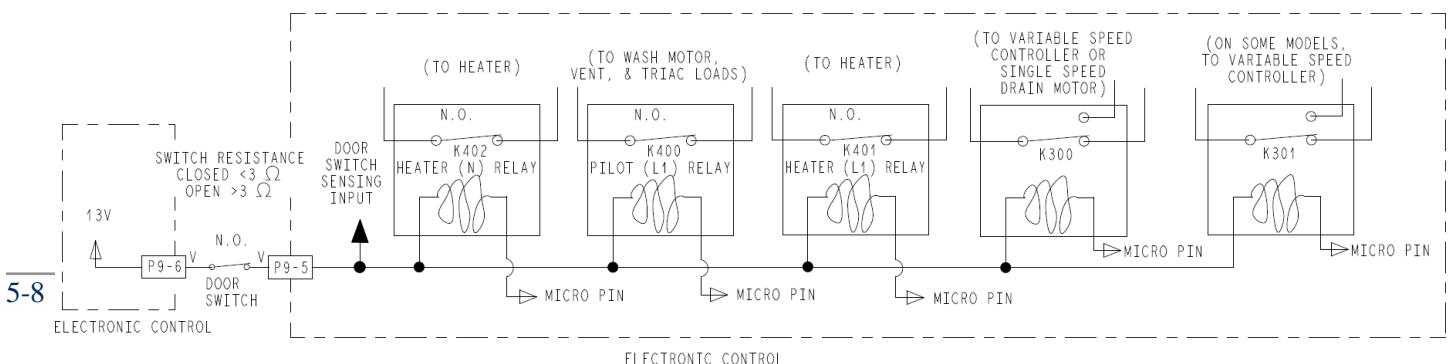 (TO HEATER)
(TO WASH MOTOR,
VENT, & TRIAC LOADS)
(TO HEATER)
(TO VARIABLE SPEED
CONTROLLER OR
SINGLE SPEED
DRAIN MOTOR)
(ON SOME MODELS,
TO VARIABLE SPEED
CONTROLLER)
N.O.
K402
HEATER (N) RELAY
N.O.
K400
PILOT (L1) RELAY
N.O.
K401
HEATER (L1) RELAY
K300
K301
SWITCH RESISTANCE
CLOSED <3 Ω
OPEN >3 Ω
DOOR
SWITCH
SENSING
INPUT
13V
P9-6
V
N.O.
V
P9-5
DOOR
SWITCH
MICRO PIN
MICRO PIN
MICRO PIN
MICRO PIN
MICRO PIN
5-8
ELECTRONIC CONTROL
ELECTRONIC CONTROL